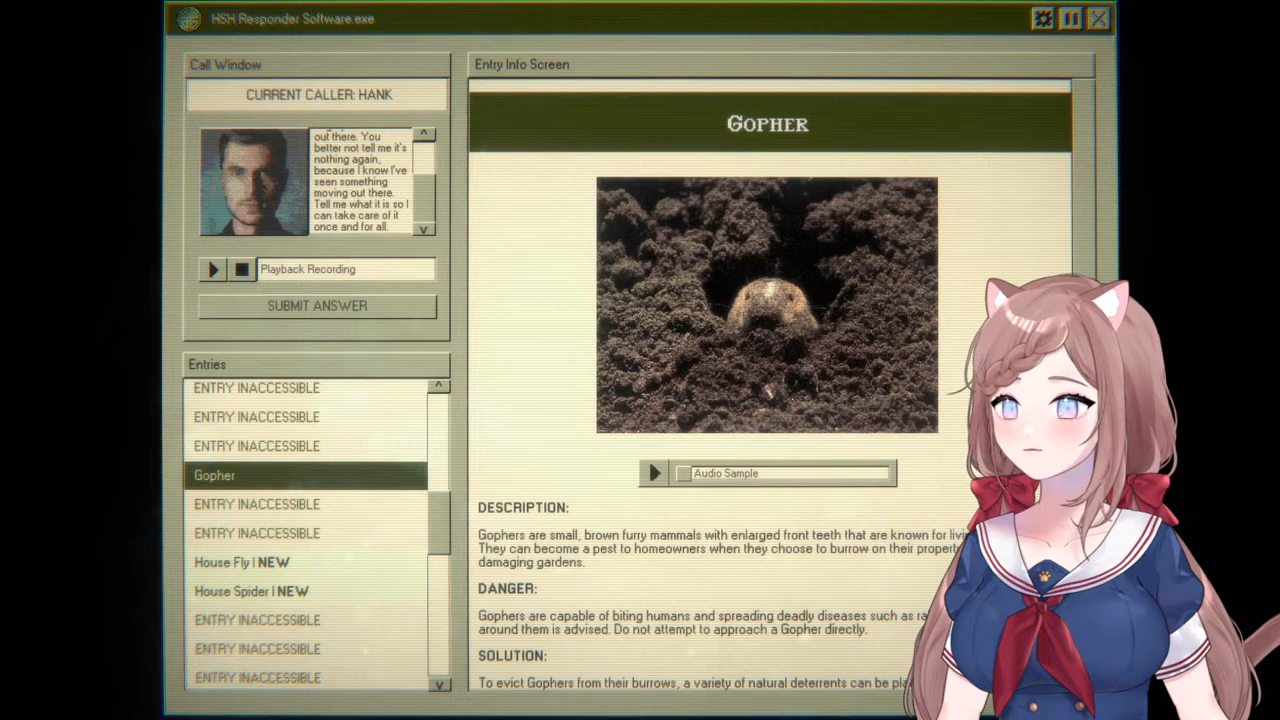 HSH Responder Software.exe
Call Window
CURRENT CALLER: HANK
out there. You
better not tell me it's
nothing again,
because I know I've
seen something
moving out there.
Tell me what it is so I
can take care of it
once and for all.
Playback Recording
SUBMIT ANSWER
Entries
ENTRY INACCESSIBLE
ENTRY INACCESSIBLE
ENTRY INACCESSIBLE
Gopher
ENTRY INACCESSIBLE
ENTRY INACCESSIBLE
House Fly | NEW
House Spider | NEW
ENTRY INACCESSIBLE
ENTRY INACCESSIBLE
ENTRY INACCESSIBLE
Entry Info Screen
GOPHER
Audio Sample
DESCRIPTION:
Gophers are small, brown furry mammals with enlarged front teeth that are known for
They can become a pest to homeowners when they choose to burrow on their
damaging gardens.
DANGER:
Gophers are capable of biting humans and spreading deadly diseases such as
around them is advised. Do not attempt to approach a Gopher directly.
SOLUTION:
To evict Gophers from their burrows, a variety of natural deterrents can be